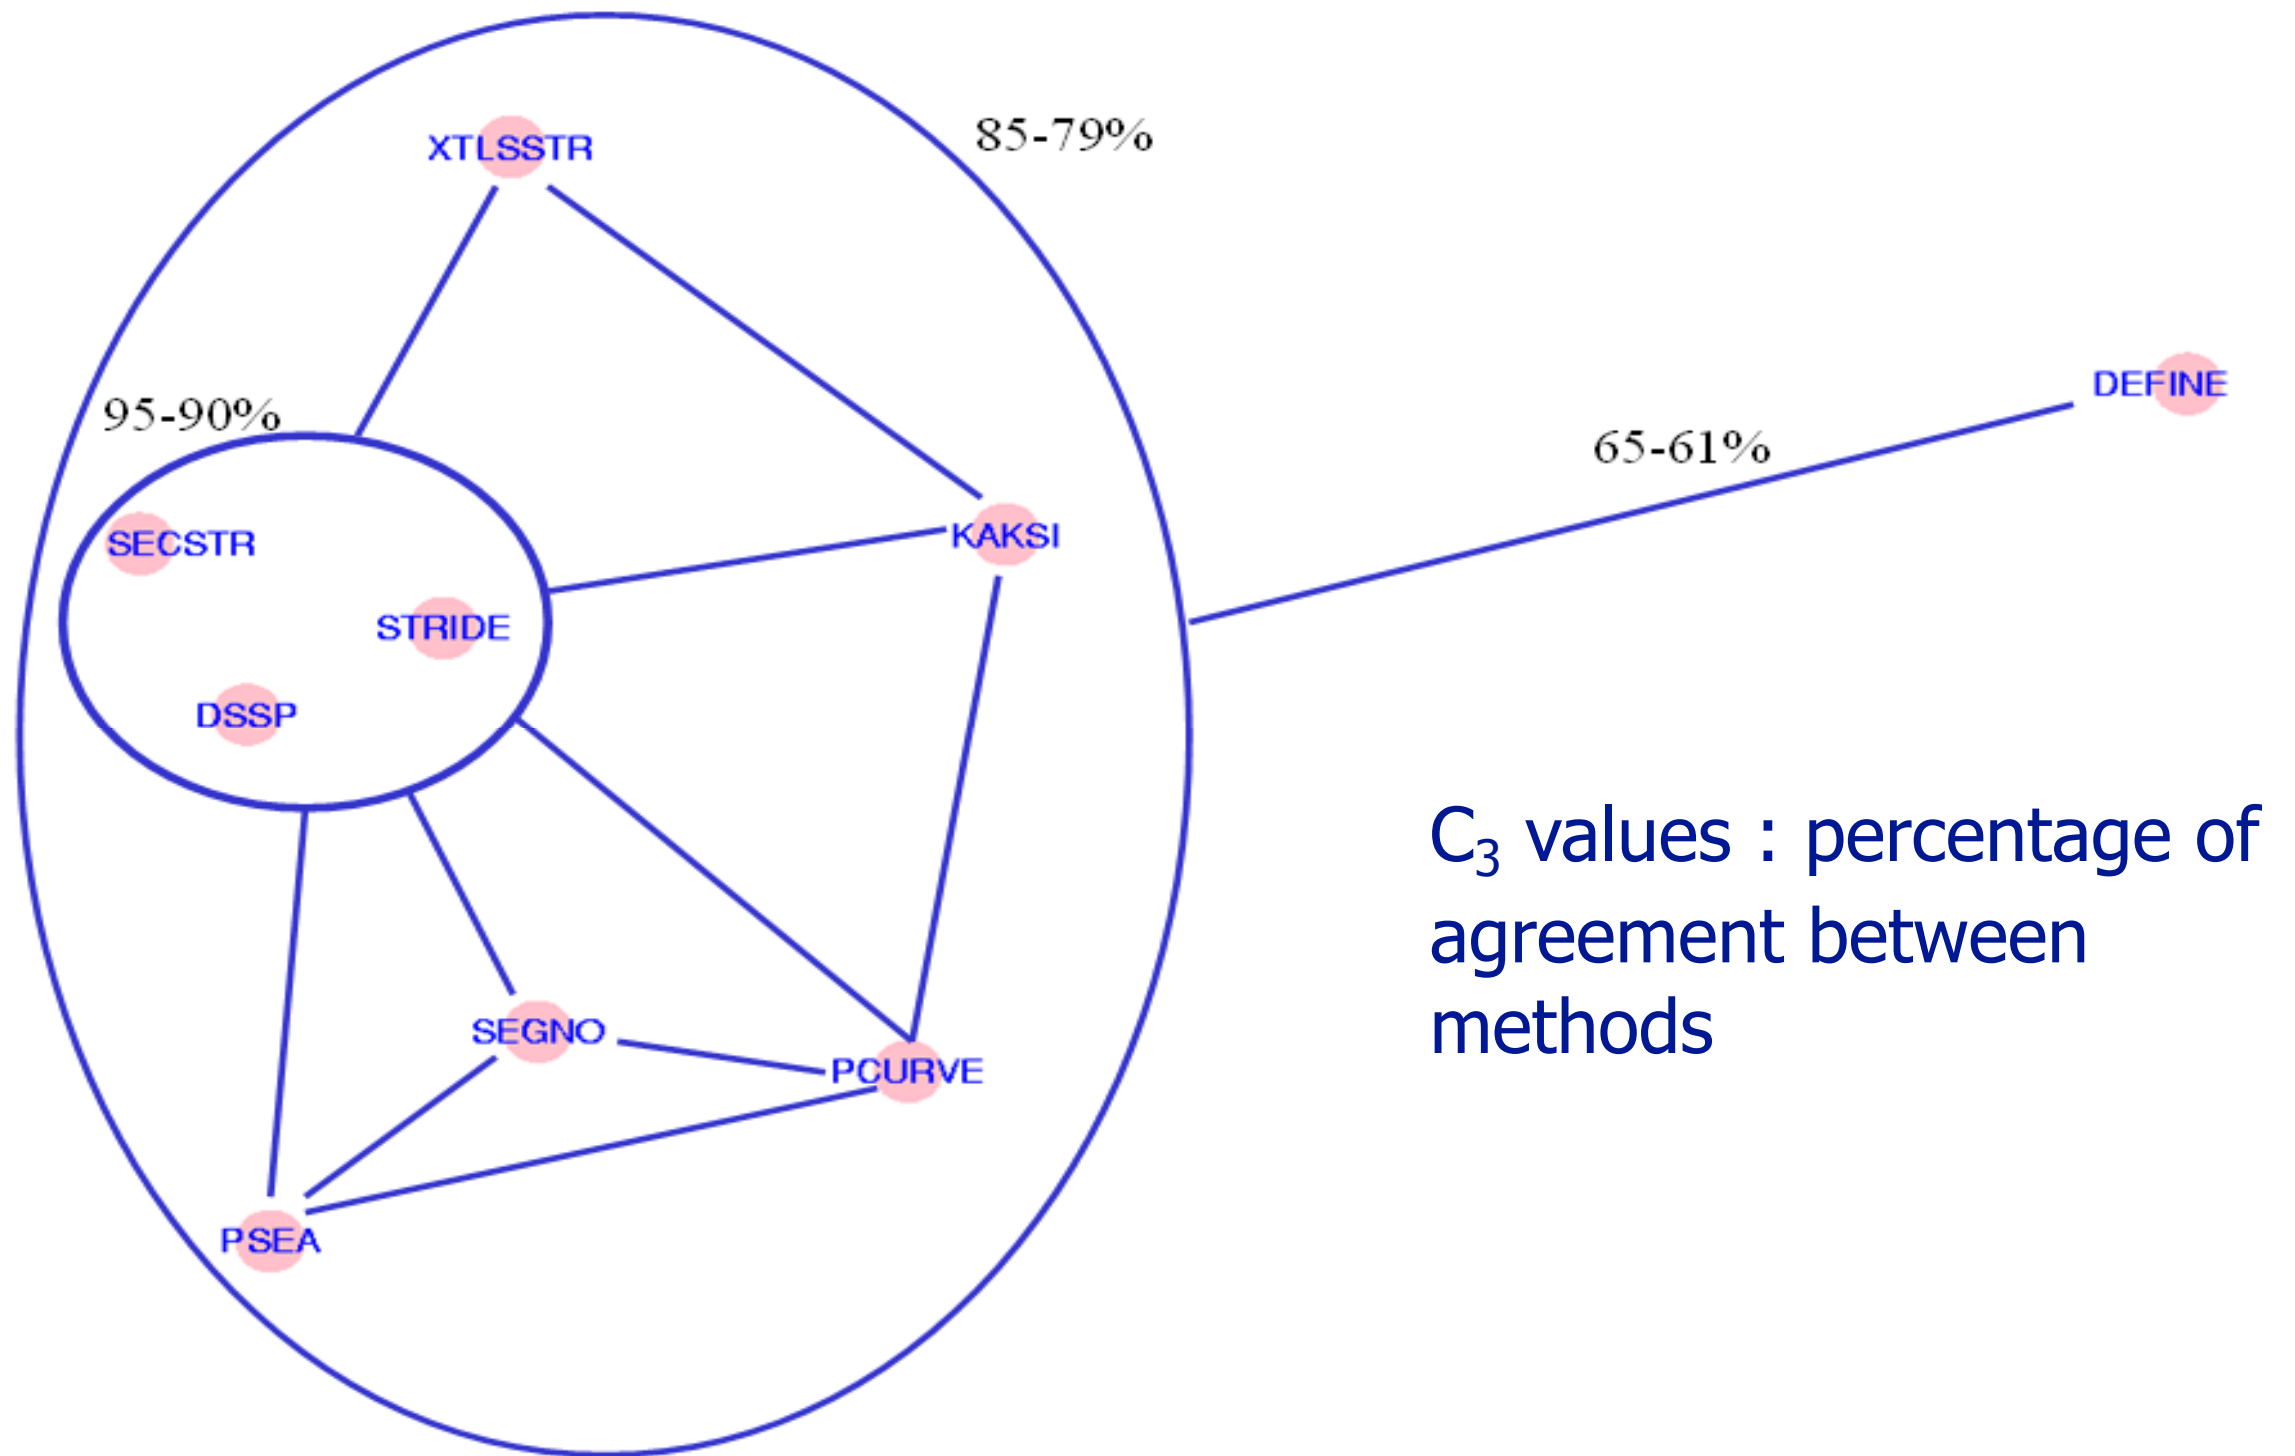 XTLSSTR
85-79%
DEFINE
95-90%
65-61%
SECSTR
KAKSI
STRIDE
DSSP
C₃ values : percentage of
agreement between
methods
SEGNO
PCURVE
PSEA